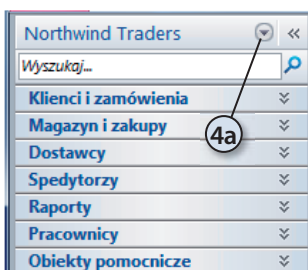 Northwind Traders
Wyszukaj...
Klienci i zamówienia
Magazyn i zakupy
4a
Dostawcy
Spedytorzy
Raporty
Pracownicy
Obiekty pomocnicze